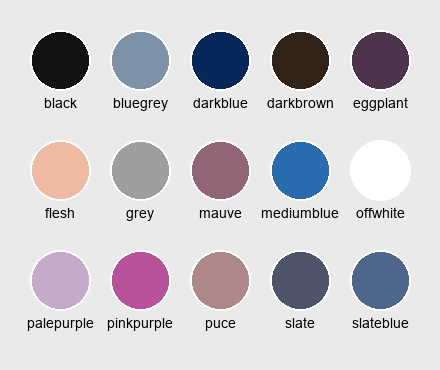 black bluegrey darkblue darkbrown eggplant
flesh grey mauve mediumblue offwhite
palepurple pinkpurple puce slate slateblue